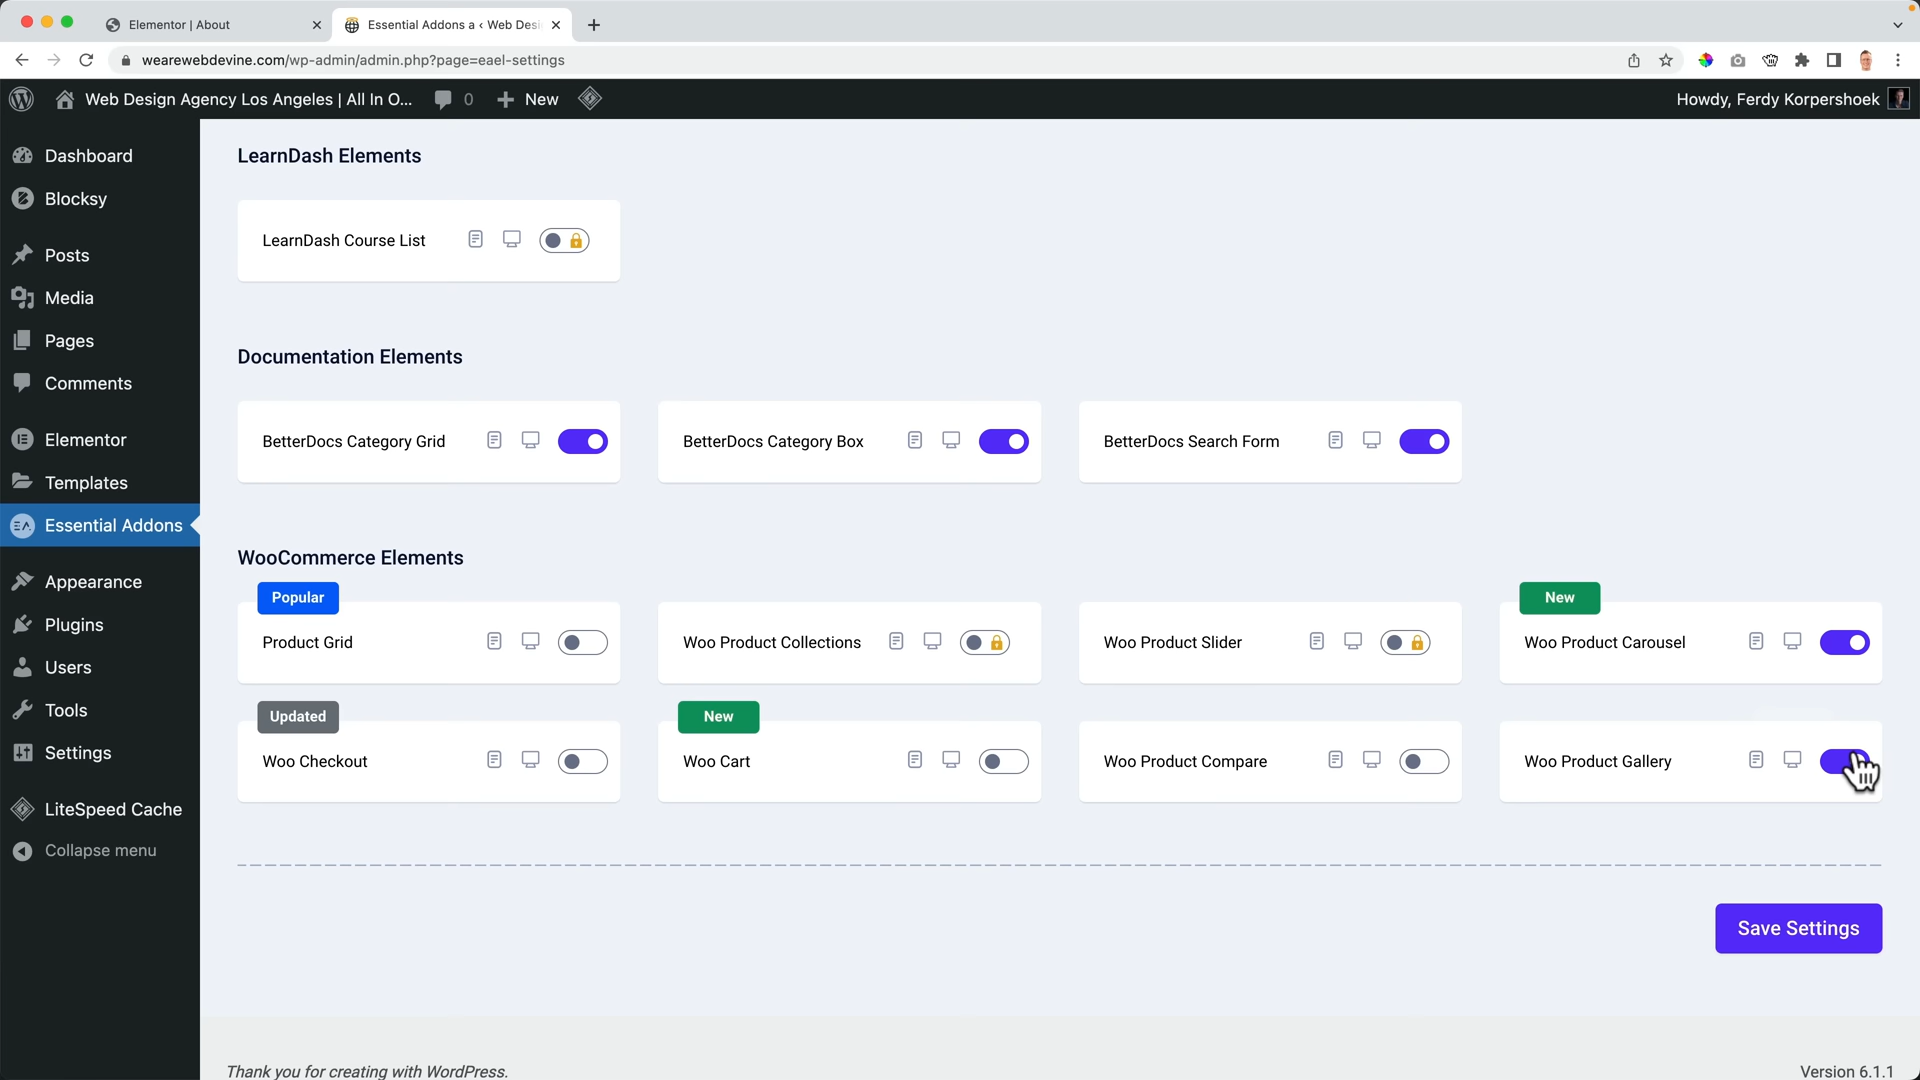 Elementor | About
Essential Addons a ‹ Web Desi
wearewebdevine.com/wp-admin/admin.php?page=eael-settings
Web Design Agency Los Angeles | All In O...
0
New
Howdy, Ferdy Korpershoek
Dashboard
Blocksy
Posts
Media
Pages
Comments
Elementor
Templates
Essential Addons
Appearance
Plugins
Users
Tools
Settings
LiteSpeed Cache
Collapse menu
LearnDash Elements
LearnDash Course List
Documentation Elements
BetterDocs Category Grid
BetterDocs Category Box
BetterDocs Search Form
WooCommerce Elements
Popular
New
Product Grid
Woo Product Collections
Woo Product Slider
Woo Product Carousel
Updated
New
Woo Checkout
Woo Cart
Woo Product Compare
Woo Product Gallery
Save Settings
Thank you for creating with WordPress.
Version 6.1.1